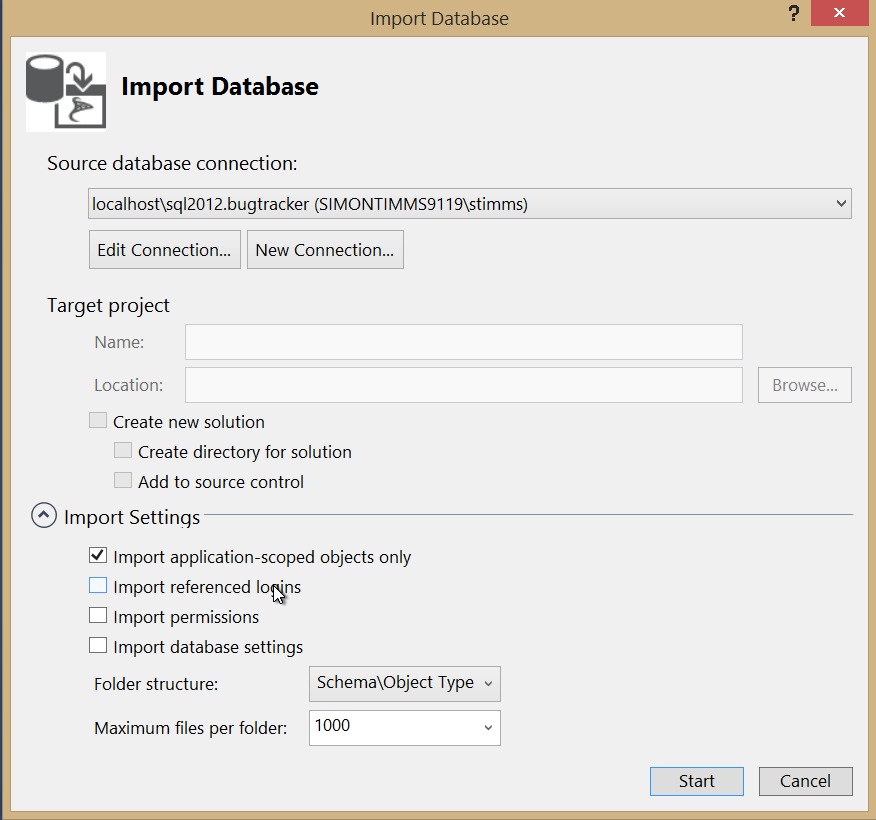 Import Database
?
Import Database
Source database connection:
localhost\sql2012.bugtracker (SIMONTIMMS9119\stimms)
Edit Connection... New Connection...
Target project
Name:
Location: Browse...
Create new solution
Create directory for solution
Add to source control
Import Settings
Import application-scoped objects only
Import referenced logins
Import permissions
Import database settings
Folder structure: Schema\Object Type
Maximum files per folder: 1000
Start Cancel